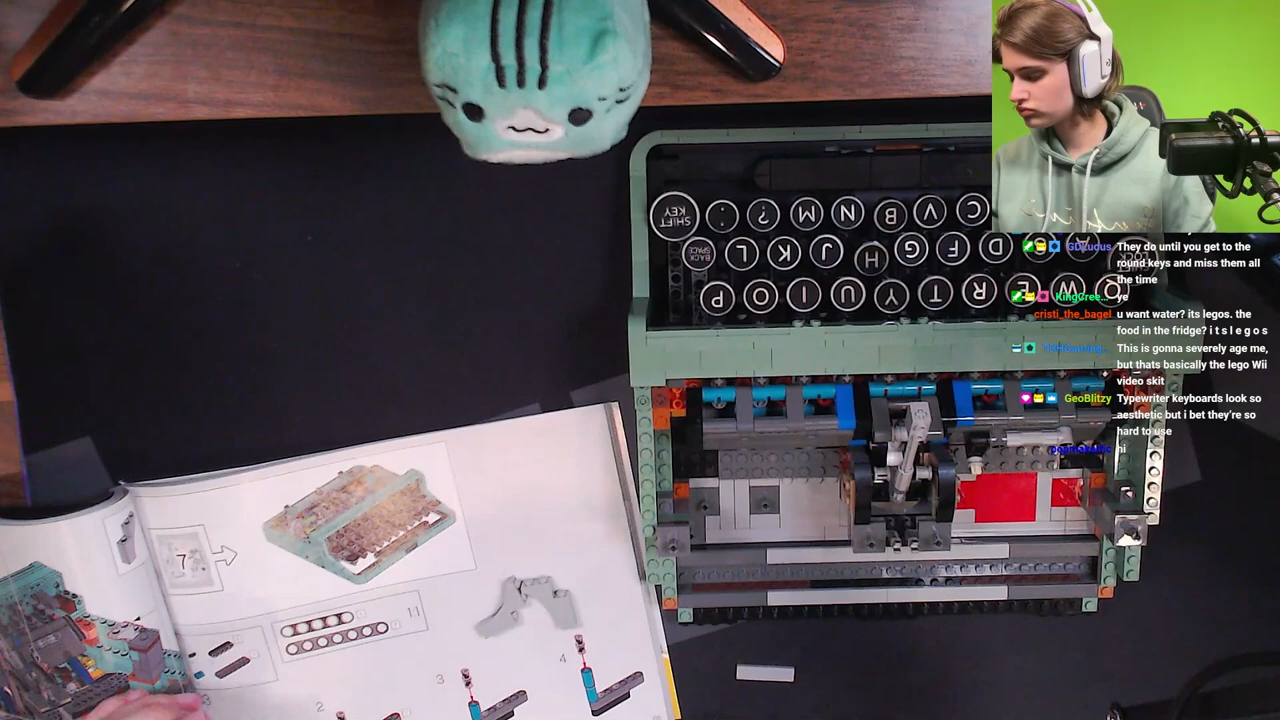 SHIFT
KEY
.
?
M
N
B
V
C
BACK
SPACE
L
K
J
H
G
F
D
P
O
I
U
Y
T
R
E
W
Q
They do until you get to the
round keys and miss them all
the time
KingCree... ye
cristi_the_bagel u want water? its legos. the
food in the fridge? i t s l e g o s
This is gonna severely age me,
but thats basically the lego Wii
video skit
GeoBlitzy Typewriter keyboards look so
aesthetic but i bet they're so
hard to use
hi
7
1:1
2
3
4